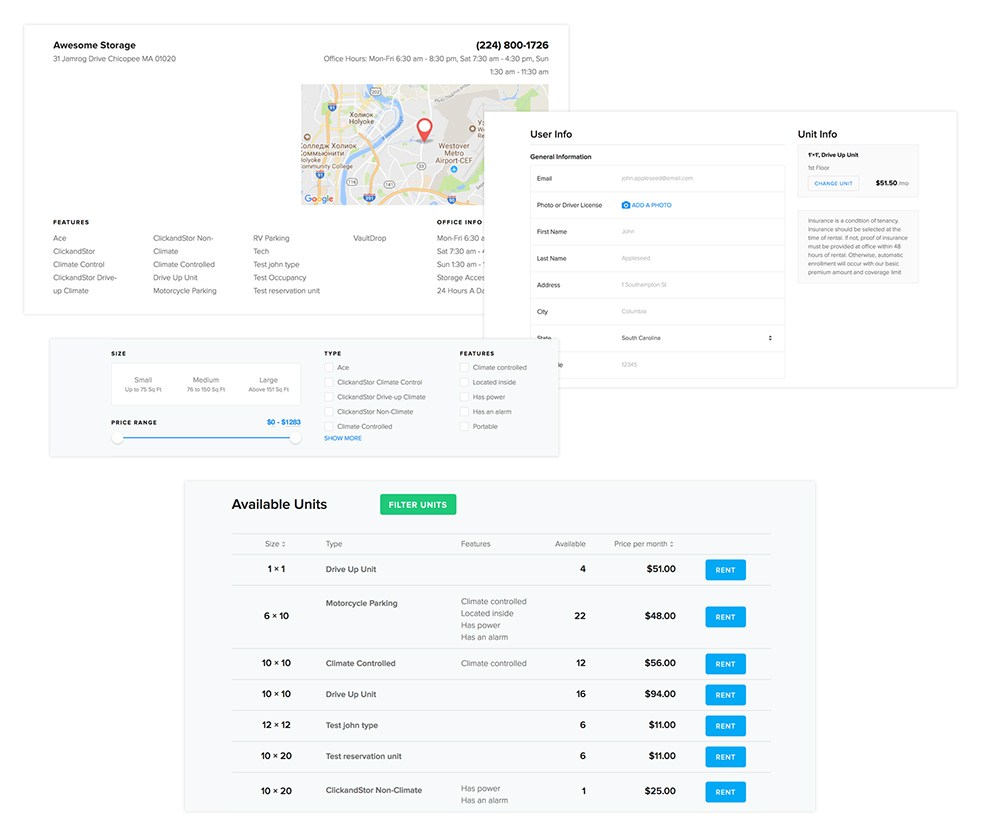 Awesome Storage
(224) 800-1726
31 Jamrog Drive Chicopee MA 01020
Office Hours: Mon-Fri 6:30 am - 8:30 pm, Sat 7:30 am - 4:30 pm, Sun
1:30 am - 11:30 am
202
91
Холиок
Holyoke
Колледж Холиок
Коммьюнити
Holyoke
Community College
Westover
Metro
Airport-CEF
33
116
141
91
391
90
Google
FEATURES
Ace
ClickandStor
Climate Control
ClickandStor Drive-
up Climate
ClickandStor Non-
Climate
Climate Controlled
Drive Up Unit
Motorcycle Parking
RV Parking
Tech
Test john type
Test Occupancy
Test reservation unit
VaultDrop
OFFICE INFO
Mon-Fri 6:30 a
Sat 7:30 am - 4
Sun 1:30 am - 1
Storage Acces
24 Hours A Da
User Info
General Information
Email john.appleseed@email.com
Photo or Driver License ADD A PHOTO
First Name John
Last Name Appleseed
Address 1 Southampton St
City Columbia
State South Carolina
de 12345
Unit Info
1'×1', Drive Up Unit
1st Floor
CHANGE UNIT $51.50 /mo
Insurance is a condition of tenancy.
Insurance should be selected at the
time of rental. If not, proof of insurance
must be provided at office within 48
hours of rental. Otherwise, automatic
enrollment will occur with our basic
premium amount and coverage limit
SIZE
Small
Up to 75 Sq Ft
Medium
76 to 150 Sq Ft
Large
Above 151 Sq Ft
PRICE RANGE $0 - $1283
TYPE
Ace
ClickandStor Climate Control
ClickandStor Drive-up Climate
ClickandStor Non-Climate
Climate Controlled
SHOW MORE
FEATURES
Climate controlled
Located inside
Has power
Has an alarm
Portable
Available Units
FILTER UNITS
Size Type Features Available Price per month
1 × 1 Drive Up Unit 4 $51.00 RENT
6 × 10 Motorcycle Parking Climate controlled
Located inside
Has power
Has an alarm
22 $48.00 RENT
10 × 10 Climate Controlled Climate controlled 12 $56.00 RENT
10 × 10 Drive Up Unit 16 $94.00 RENT
12 × 12 Test john type 6 $11.00 RENT
10 × 20 Test reservation unit 6 $11.00 RENT
10 × 20 ClickandStor Non-Climate Has power
Has an alarm
1 $25.00 RENT